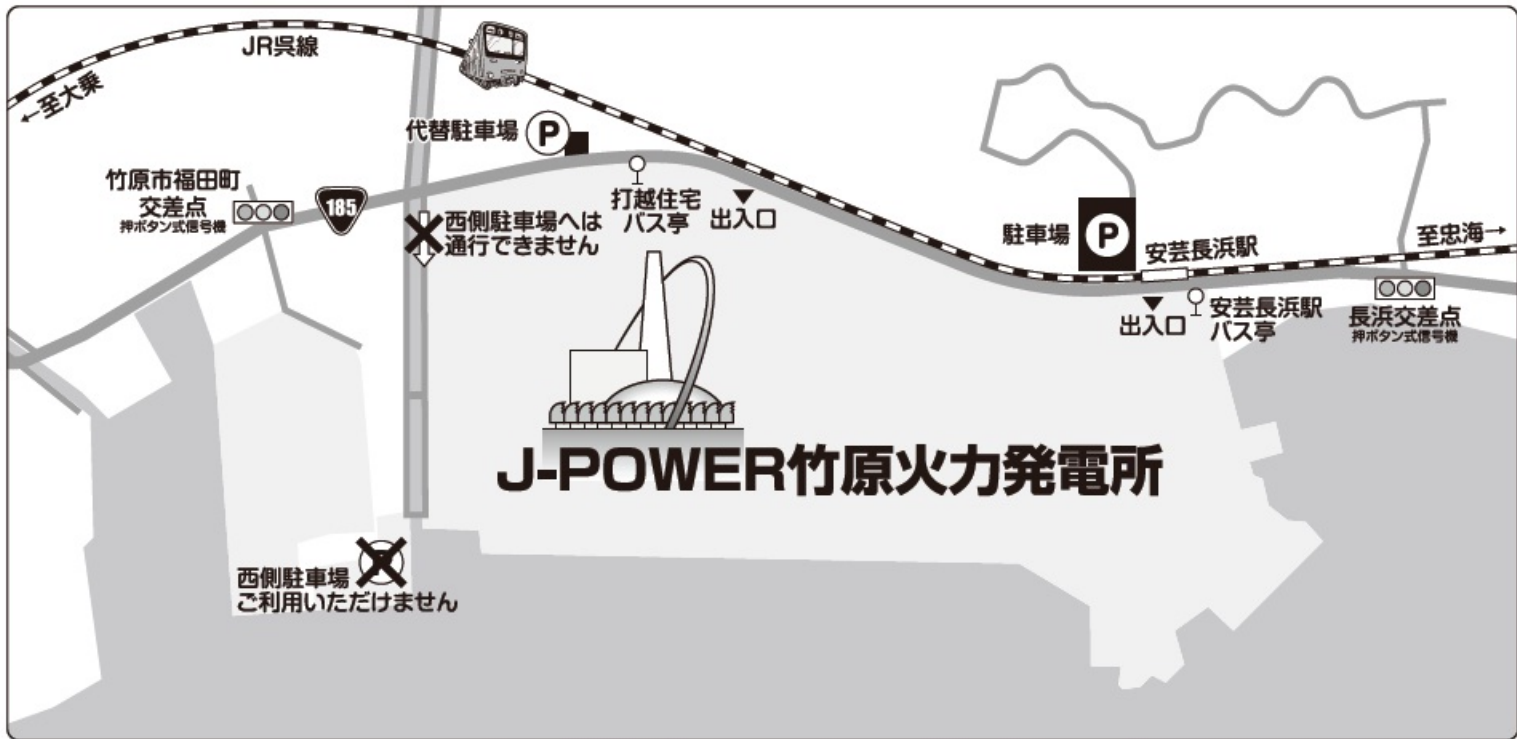 JR呉線
←至大乗
代替駐車場
P
竹原市福田町
交差点
押ボタン式信号機
185
西側駐車場へは
通行できません
打越住宅
バス亭
出入口
駐車場
P
安芸長浜駅
至忠海→
出入口
安芸長浜駅
バス亭
長浜交差点
押ボタン式信号機
J-POWER竹原火力発電所
西側駐車場
P
ご利用いただけません